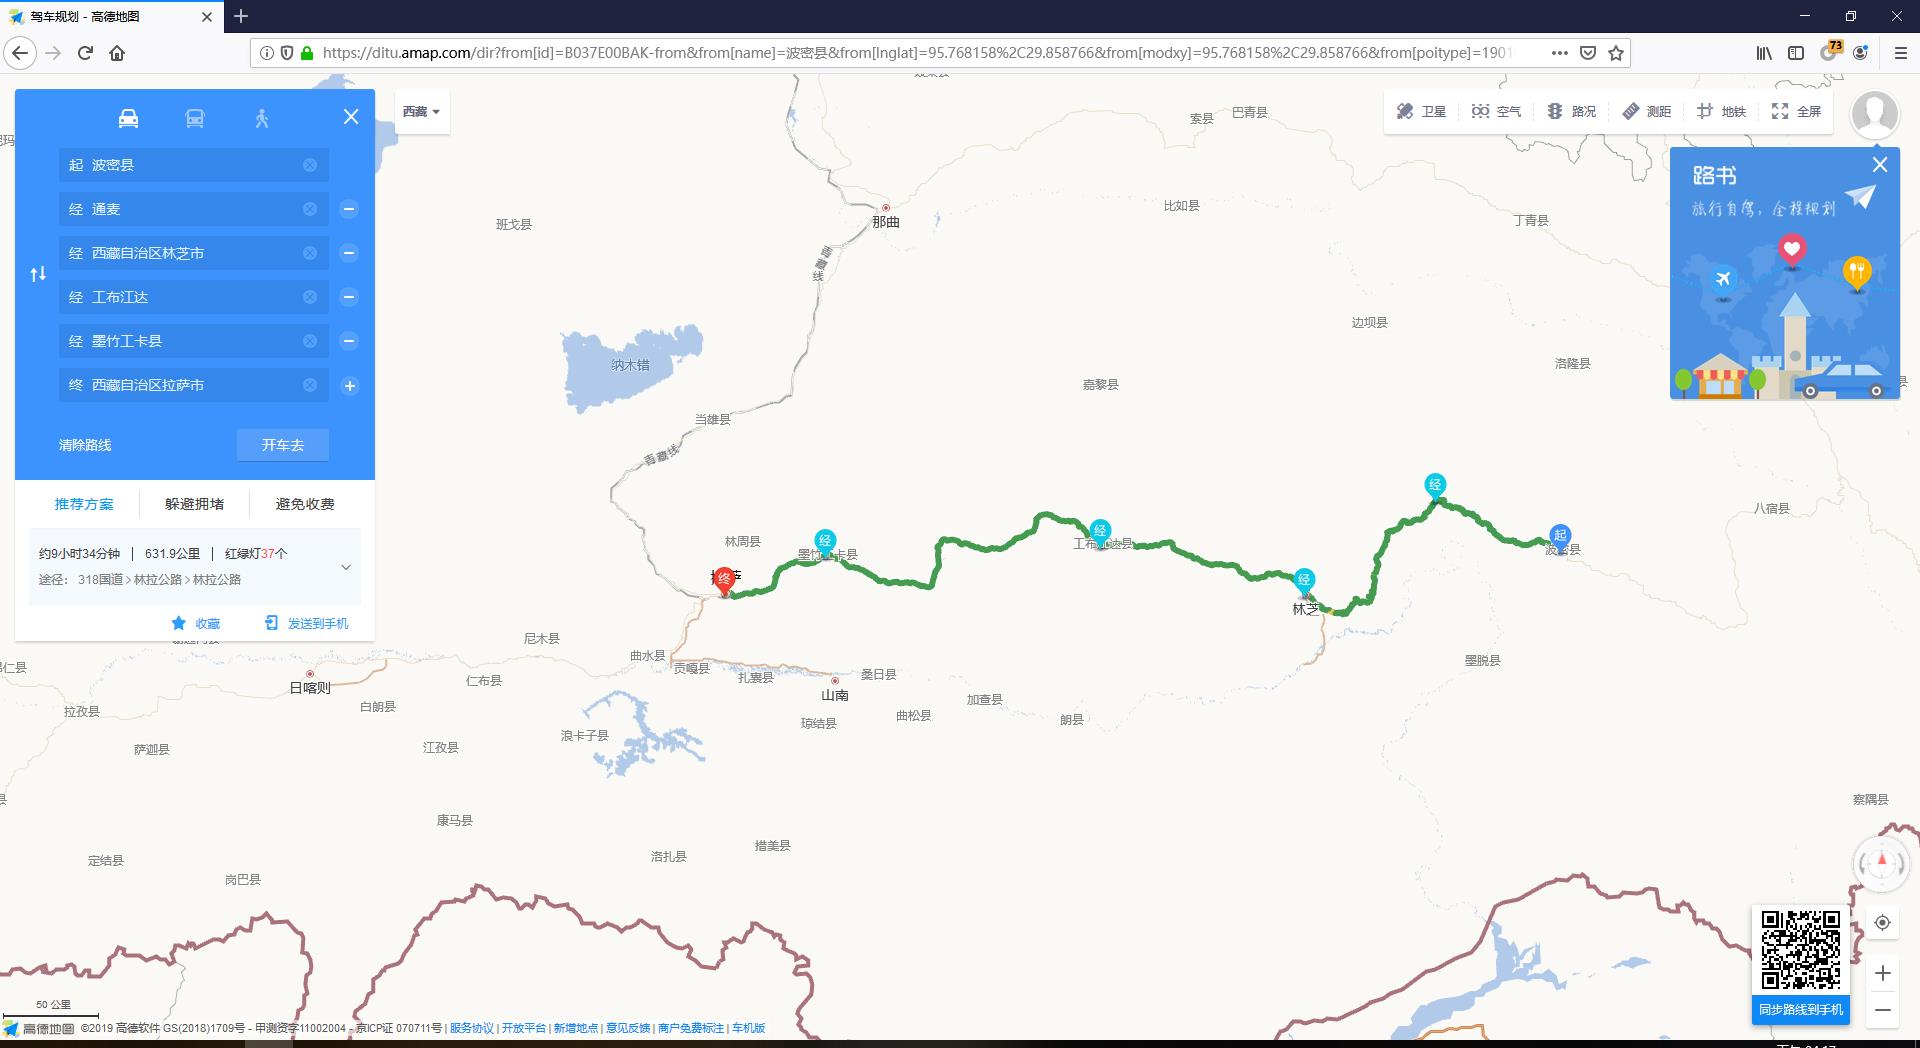 驾车规划 - 高德地图
https://ditu.amap.com/dir?from[id]=B037E00BAK-from&from[name]=波密县&from[lnglat]=95.768158%2C29.858766&from[modxy]=95.768158%2C29.858766&from[poitype]=1901
73
起 波密县
经 通麦
经 西藏自治区林芝市
经 工布江达
经 墨竹工卡县
终 西藏自治区拉萨市
清除路线
开车去
推荐方案
躲避拥堵
避免收费
约9小时34分钟 | 631.9公里 | 红绿灯37个
途径： 318国道 > 林拉公路 > 林拉公路
收藏
发送到手机
西藏
卫星
空气
路况
测距
地铁
全屏
路书
旅行自驾，全程规划
索县
巴青县
班戈县
那曲
比如县
丁青县
青藏线
边坝县
纳木错
洛隆县
嘉黎县
当雄县
青藏线
经
八宿县
林周县
经
墨竹工卡县
经
工布江达县
起
波密县
终
经
林芝
尼木县
曲水县
贡嘎县
扎囊县
桑日县
墨脱县
日喀则
仁布县
山南
加查县
拉孜县
白朗县
曲松县
朗县
琼结县
浪卡子县
萨迦县
江孜县
察隅县
康马县
措美县
洛扎县
定结县
岗巴县
50 公里
高德地图
©2019 高德软件 GS(2018)1709号 - 甲测资字11002004 - 京ICP证 070711号 | 服务协议 | 开放平台 | 新增地点 | 意见反馈 | 商户免费标注 | 车机版
同步路线到手机